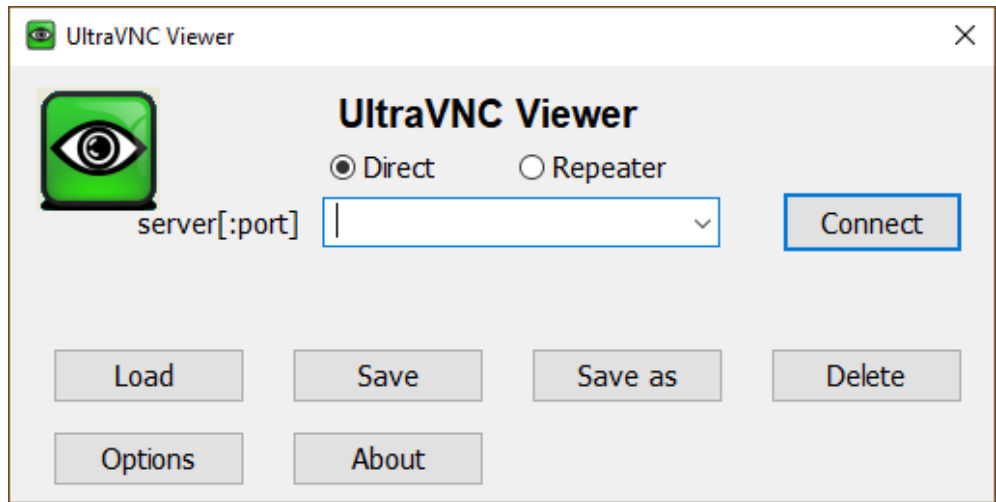 UltraVNC Viewer
UltraVNC Viewer
Direct Repeater
server[:port] Connect
Load Save Save as Delete
Options About